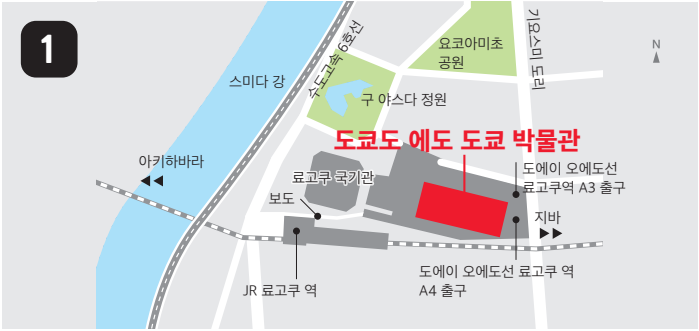 1
수도고속 6호선
요코아미초
공원
기요스미 도리
N
스미다 강
구 야스다 정원
도쿄도 에도 도쿄 박물관
아키하바라
료고쿠 국기관
도에이 오에도선
료고쿠역 A3 출구
보도
지바
도에이 오에도선 료고쿠 역
A4 출구
JR 료고쿠 역